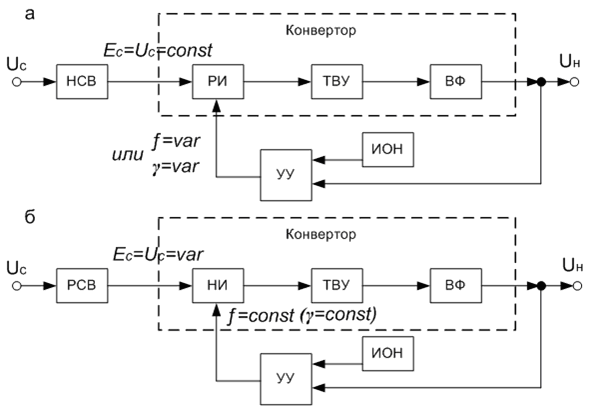 а
Конвертор
Uс
Eс=Uс=const
Uн
НСВ
РИ
ТВУ
ВФ
или
f=var
γ=var
ИОН
УУ
б
Конвертор
Uс
Eс=Uс=var
Uн
РСВ
НИ
ТВУ
ВФ
f=const (γ=const)
ИОН
УУ